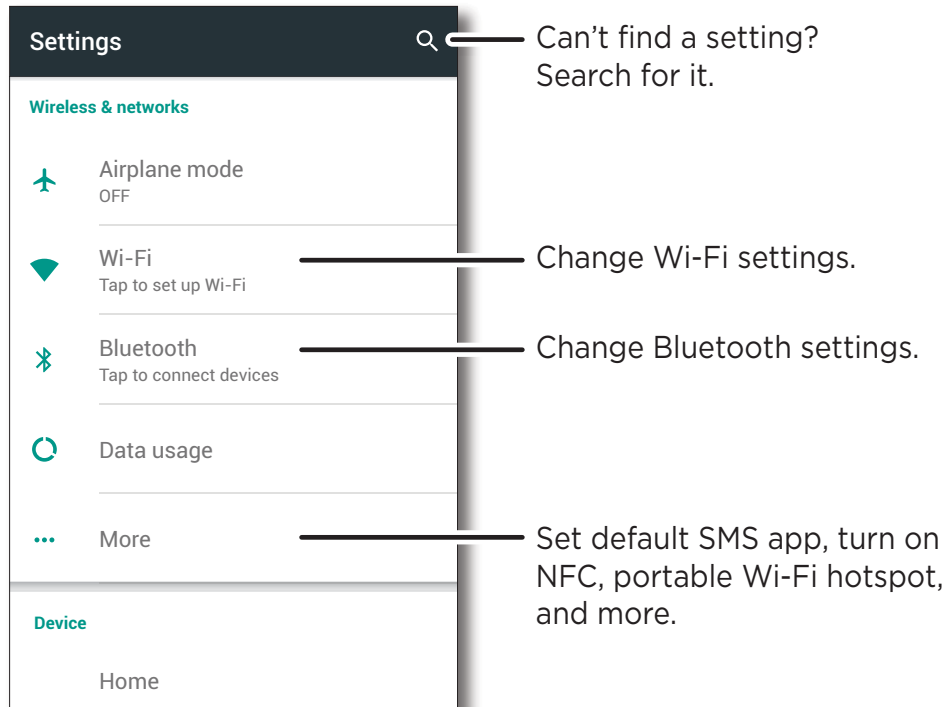 Settings
Can't find a setting?
Search for it.
Wireless & networks
Airplane mode
OFF
Wi-Fi
Tap to set up Wi-Fi
Change Wi-Fi settings.
Bluetooth
Tap to connect devices
Change Bluetooth settings.
Data usage
More
Set default SMS app, turn on
NFC, portable Wi-Fi hotspot,
and more.
Device
Home